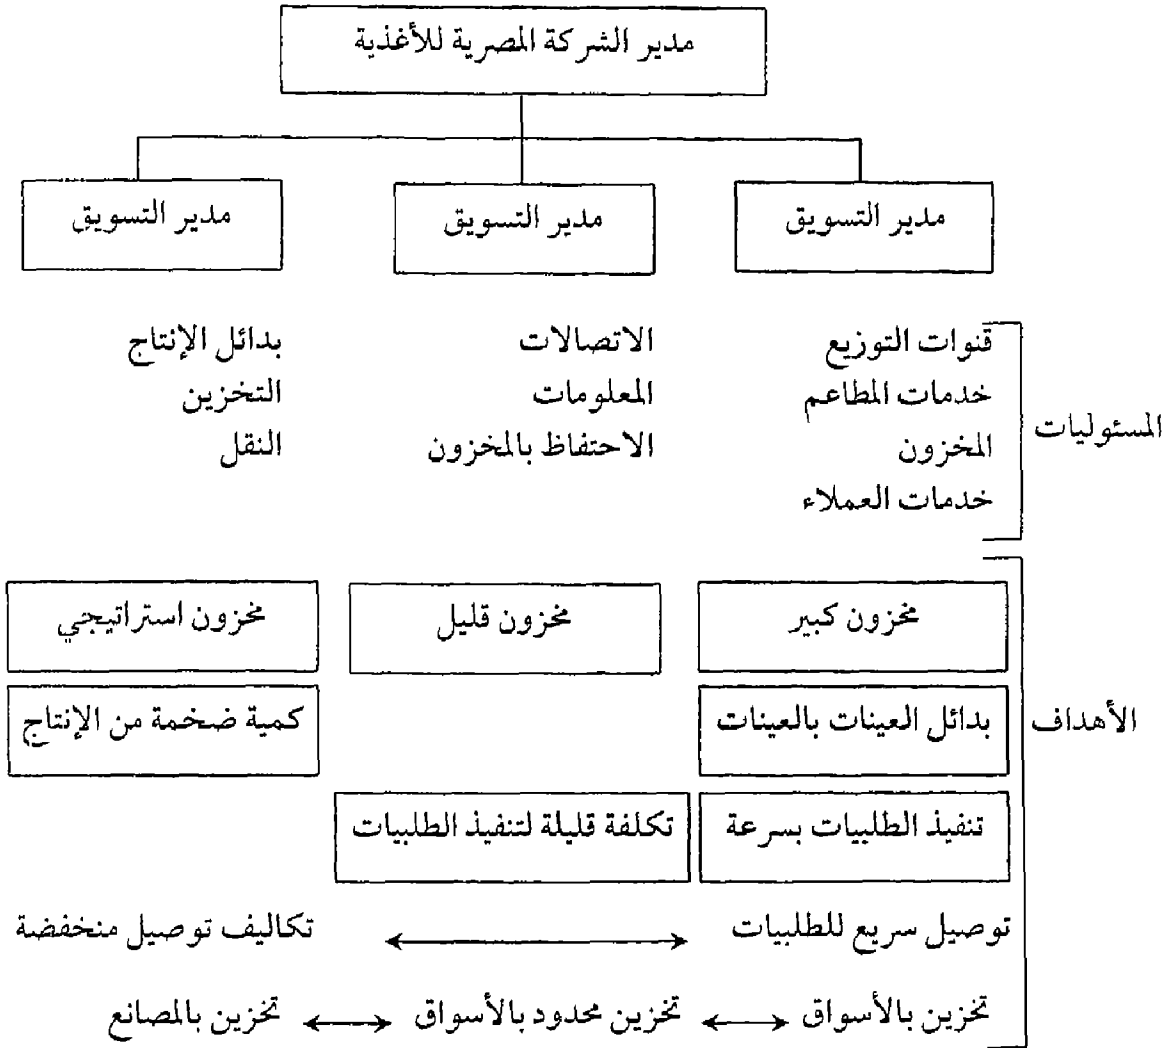 مدير الشركة المصرية للأغذية
مدير التسويق
مدير التسويق
مدير التسويق
المسئوليات
قنوات التوزيع
الاتصالات
بدائل الإنتاج
خدمات المطاعم
المعلومات
التخزين
المخزون
الاحتفاظ بالمخزون
النقل
خدمات العملاء
الأهداف
مخزون كبير
مخزون قليل
مخزون استراتيجي
بدائل العينات بالعينات
كمية ضخمة من الإنتاج
تنفيذ الطلبيات بسرعة
تكلفة قليلة لتنفيذ الطلبيات
توصيل سريع للطلبيات
تكاليف توصيل منخفضة
تخزين بالأسواق
تخزين محدود بالأسواق
تخزين بالمصانع